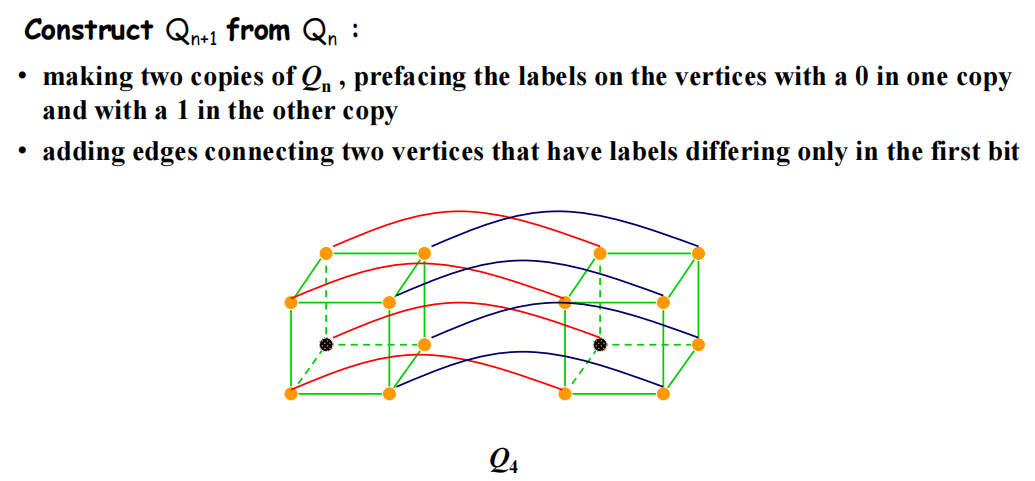 Construct Qn+1 from Qn :
• making two copies of Qn , prefacing the labels on the vertices with a 0 in one copy
and with a 1 in the other copy
• adding edges connecting two vertices that have labels differing only in the first bit
Q4